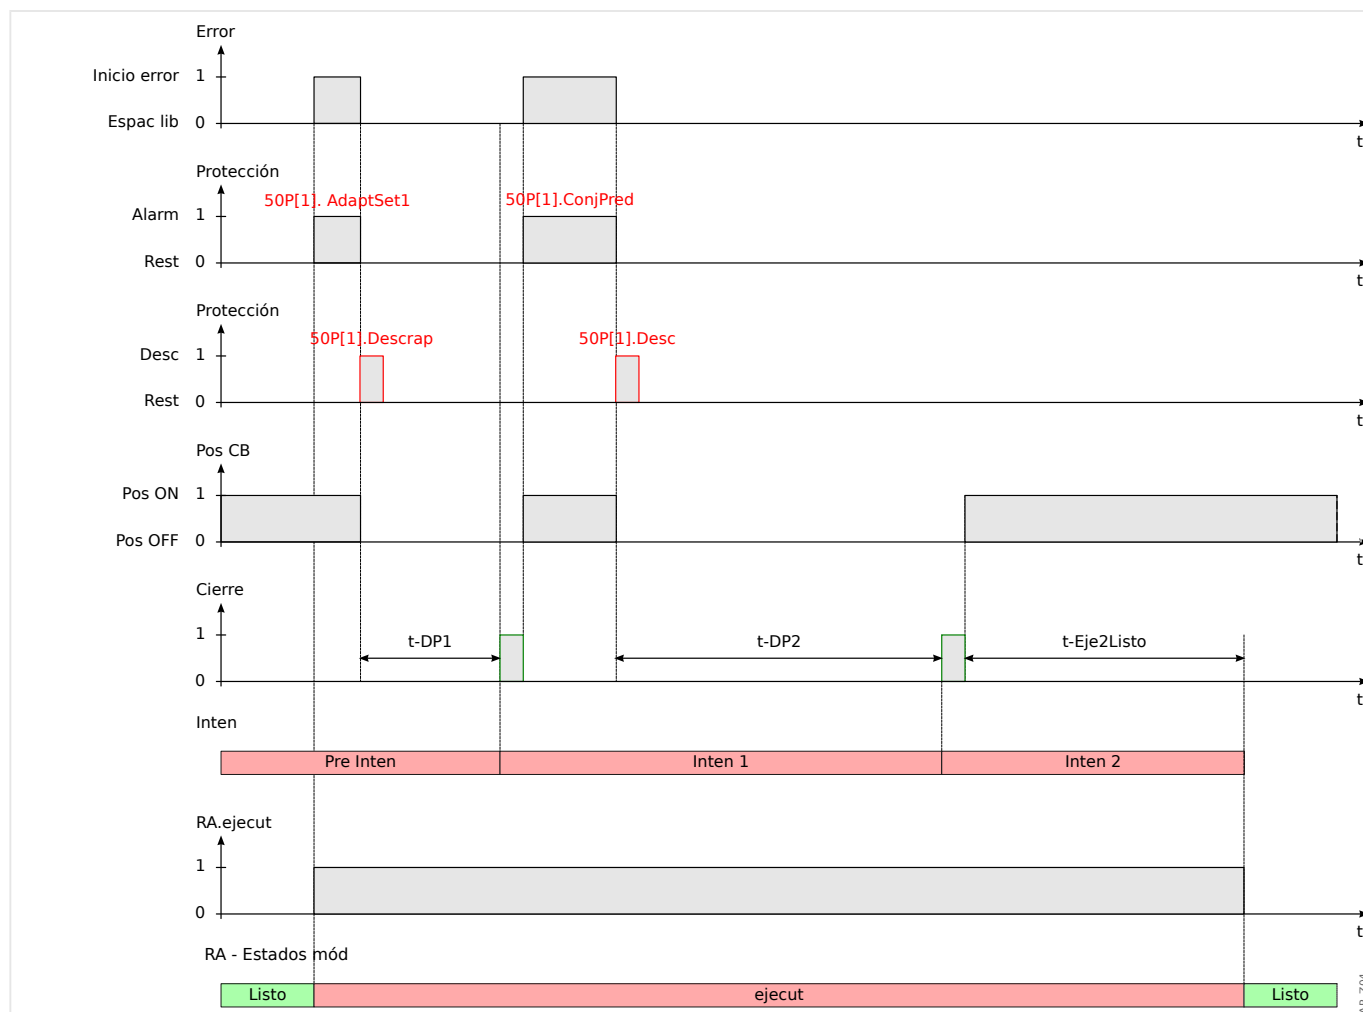 Error
Inicio error 1
Espac lib 0
t
Protección
50P[1]. AdaptSet1 50P[1].ConjPred
Alarm 1
Rest 0
t
Protección
50P[1].Descrap 50P[1].Desc
Desc 1
Rest 0
t
Pos CB
Pos ON 1
Pos OFF 0
t
Cierre
1 t-DP1 t-DP2 t-Eje2Listo
0
t
Inten
Pre Inten Inten 1 Inten 2
RA.ejecut
1
0
t
RA - Estados mód
Listo ejecut Listo